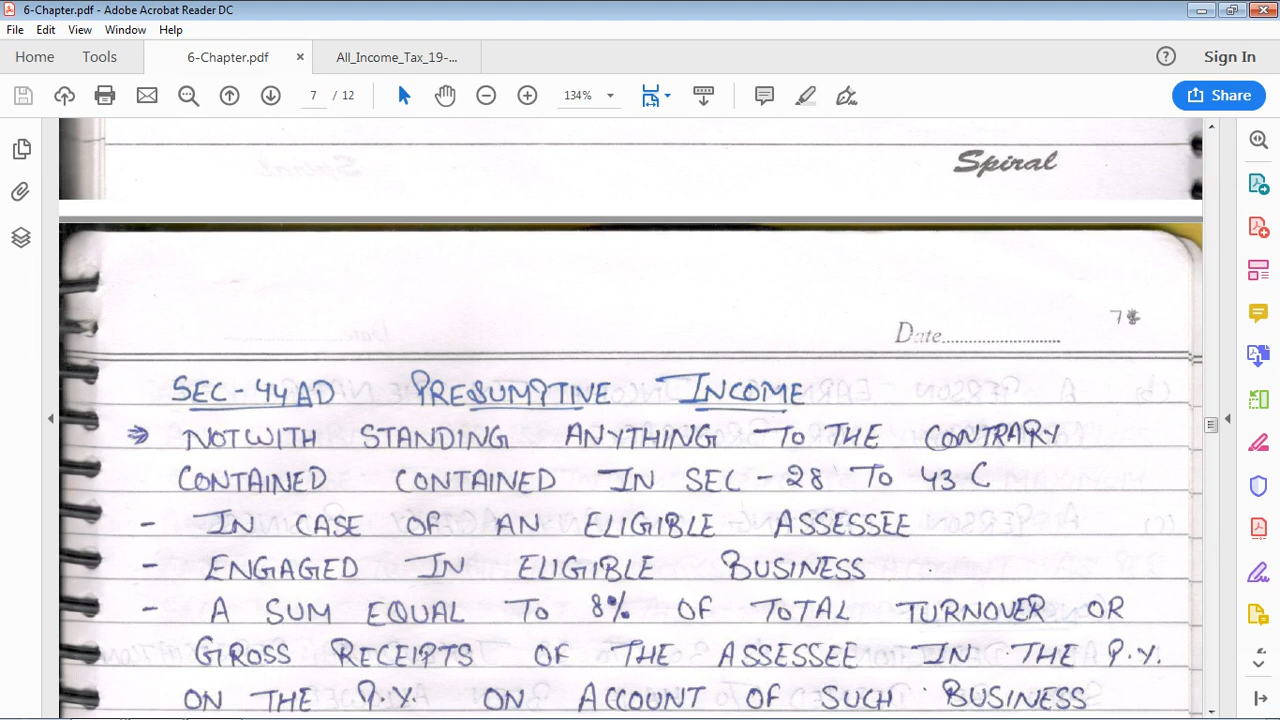 6-Chapter.pdf - Adobe Acrobat Reader DC
File Edit View Window Help
Home Tools 6-Chapter.pdf × All_Income_Tax_19-... Sign In
7 / 12 134% Share
Spiral
7
Date
SEC-44AD PRESUMPTIVE INCOME
⇒ NOTWITH STANDING ANYTHING TO THE CONTRARY
CONTAINED CONTAINED IN SEC - 28 TO 43 C
- IN CASE OF AN ELIGIBLE ASSESSEE
- ENGAGED IN ELIGIBLE BUSINESS
- A SUM EQUAL TO 8% OF TOTAL TURNOVER OR
GROSS RECEIPTS OF THE ASSESSEE IN THE P.Y.
ON THE P.Y. ON ACCOUNT OF SUCH BUSINESS